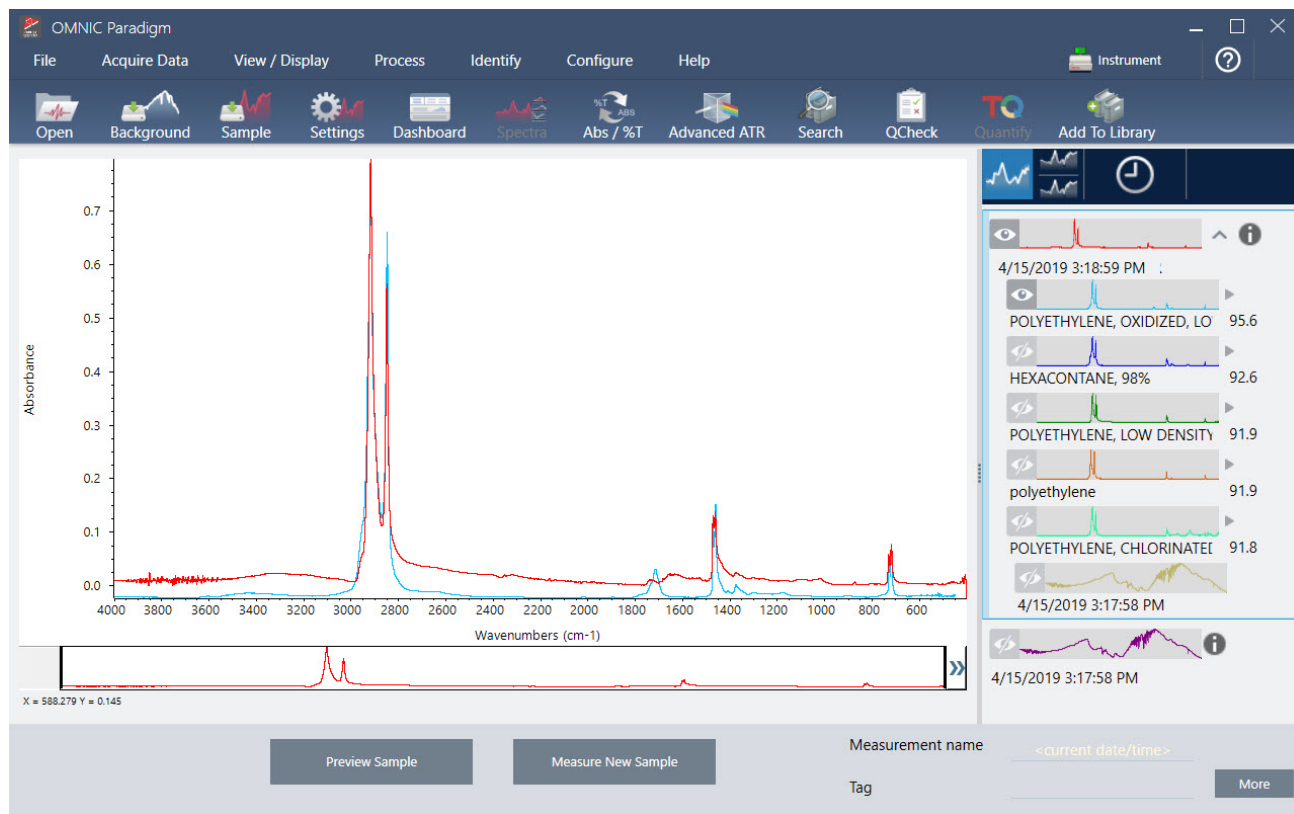 OMNIC Paradigm
File Acquire Data View / Display Process Identify Configure Help Instrument ?
%T ABS TQ
Open Background Sample Settings Dashboard Spectra Abs / %T Advanced ATR Search QCheck Quantify Add To Library
0.7
0.6
0.5
0.4
0.3
0.2
0.1
0.0
Absorbance
4000 3800 3600 3400 3200 3000 2800 2600 2400 2200 2000 1800 1600 1400 1200 1000 800 600
Wavenumbers (cm-1)
X = 588.279 Y = 0.145
4/15/2019 3:18:59 PM
POLYETHYLENE, OXIDIZED, LO 95.6
HEXACONTANE, 98% 92.6
POLYETHYLENE, LOW DENSITY 91.9
polyethylene 91.9
POLYETHYLENE, CHLORINATE 91.8
4/15/2019 3:17:58 PM
4/15/2019 3:17:58 PM
Preview Sample Measure New Sample
Measurement name <current date/time>
Tag
More